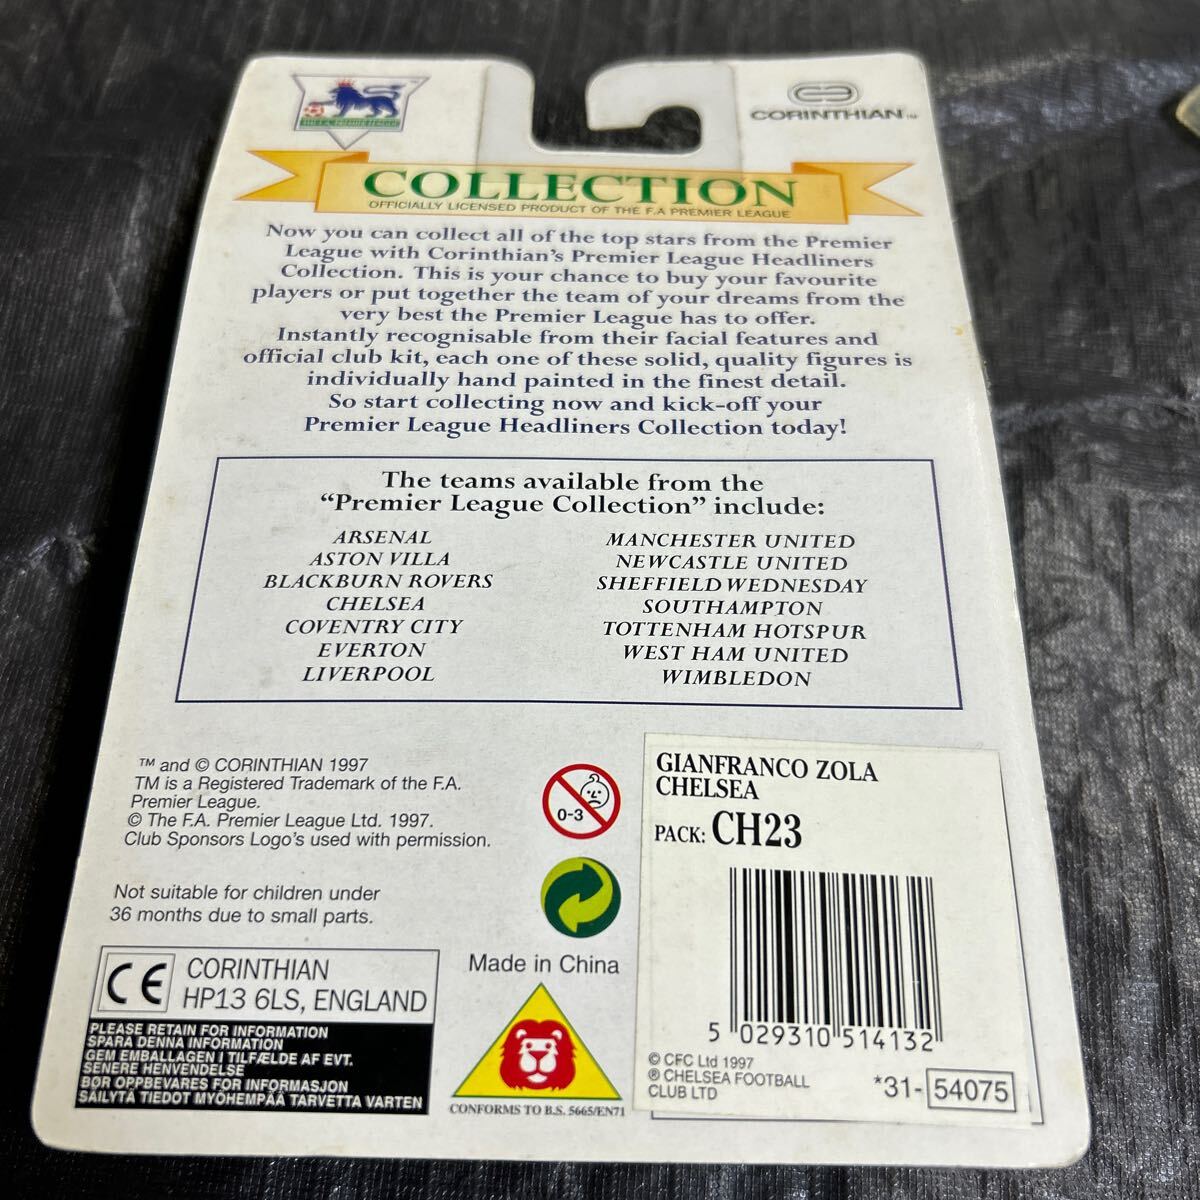 THE F.A. PREMIER LEAGUE
CORINTHIAN™
COLLECTION
OFFICIALLY LICENSED PRODUCT OF THE F.A PREMIER LEAGUE
Now you can collect all of the top stars from the Premier
League with Corinthian's Premier League Headliners
Collection. This is your chance to buy your favourite
players or put together the team of your dreams from the
very best the Premier League has to offer.
Instantly recognisable from their facial features and
official club kit, each one of these solid, quality figures is
individually hand painted in the finest detail.
So start collecting now and kick-off your
Premier League Headliners Collection today!
The teams available from the
"Premier League Collection" include:
ARSENAL
ASTON VILLA
BLACKBURN ROVERS
CHELSEA
COVENTRY CITY
EVERTON
LIVERPOOL
MANCHESTER UNITED
NEWCASTLE UNITED
SHEFFIELD WEDNESDAY
SOUTHAMPTON
TOTTENHAM HOTSPUR
WEST HAM UNITED
WIMBLEDON
™ and © CORINTHIAN 1997
TM is a Registered Trademark of the F.A.
Premier League.
© The F.A. Premier League Ltd. 1997.
Club Sponsors Logo's used with permission.
Not suitable for children under
36 months due to small parts.
0-3
CE
CORINTHIAN
HP13 6LS, ENGLAND
PLEASE RETAIN FOR INFORMATION
SPARA DENNA INFORMATION
GEM EMBALLAGEN I TILFÆLDE AF EVT.
SENERE HENVENDELSE
BØR OPPBEVARES FOR INFORMASJON
SÄILYTÄ TIEDOT MYÖHEMPÄÄ TARVETTA VARTEN
Made in China
CONFORMS TO B.S. 5665/EN71
GIANFRANCO ZOLA
CHELSEA
PACK: CH23
5 029310 514132
© CFC Ltd 1997
® CHELSEA FOOTBALL
CLUB LTD
*31-54075